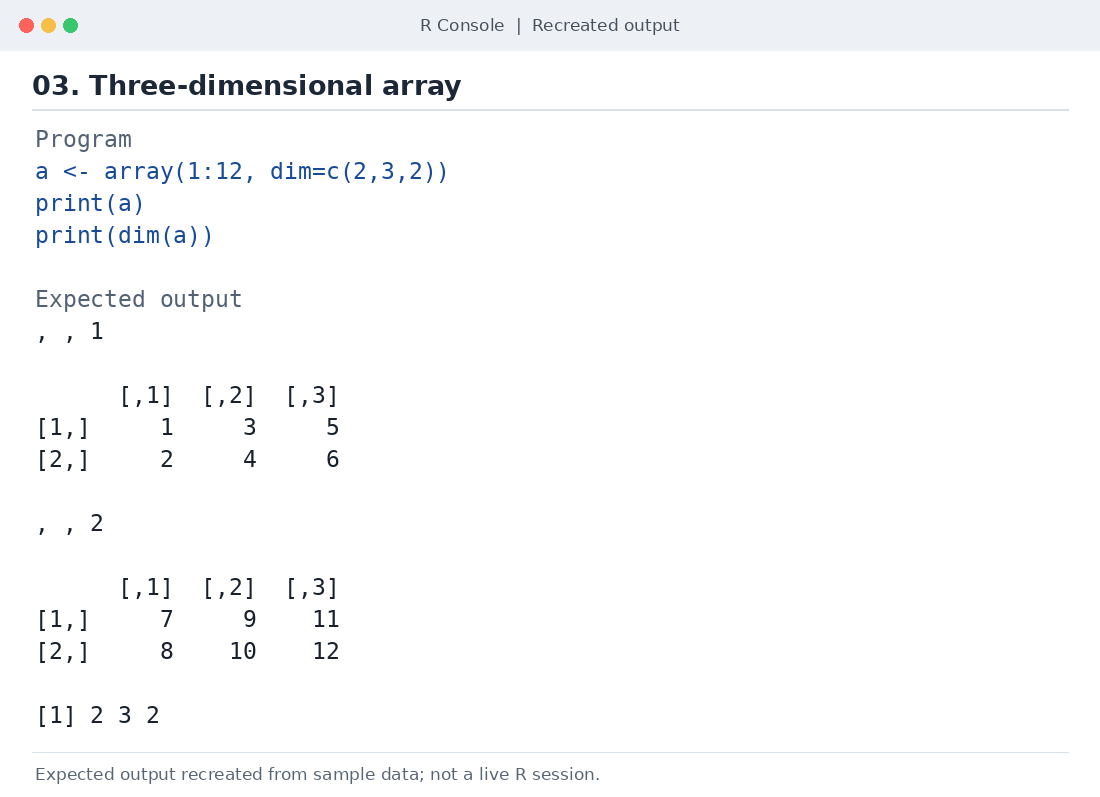 R Console  |  Recreated output
03. Three-dimensional array
Program
a <- array(1:12, dim=c(2,3,2))
print(a)
print(dim(a))
Expected output
, , 1
      [,1]  [,2]  [,3]
[1,]     1     3     5
[2,]     2     4     6
, , 2
      [,1]  [,2]  [,3]
[1,]     7     9    11
[2,]     8    10    12
[1] 2 3 2
Expected output recreated from sample data; not a live R session.